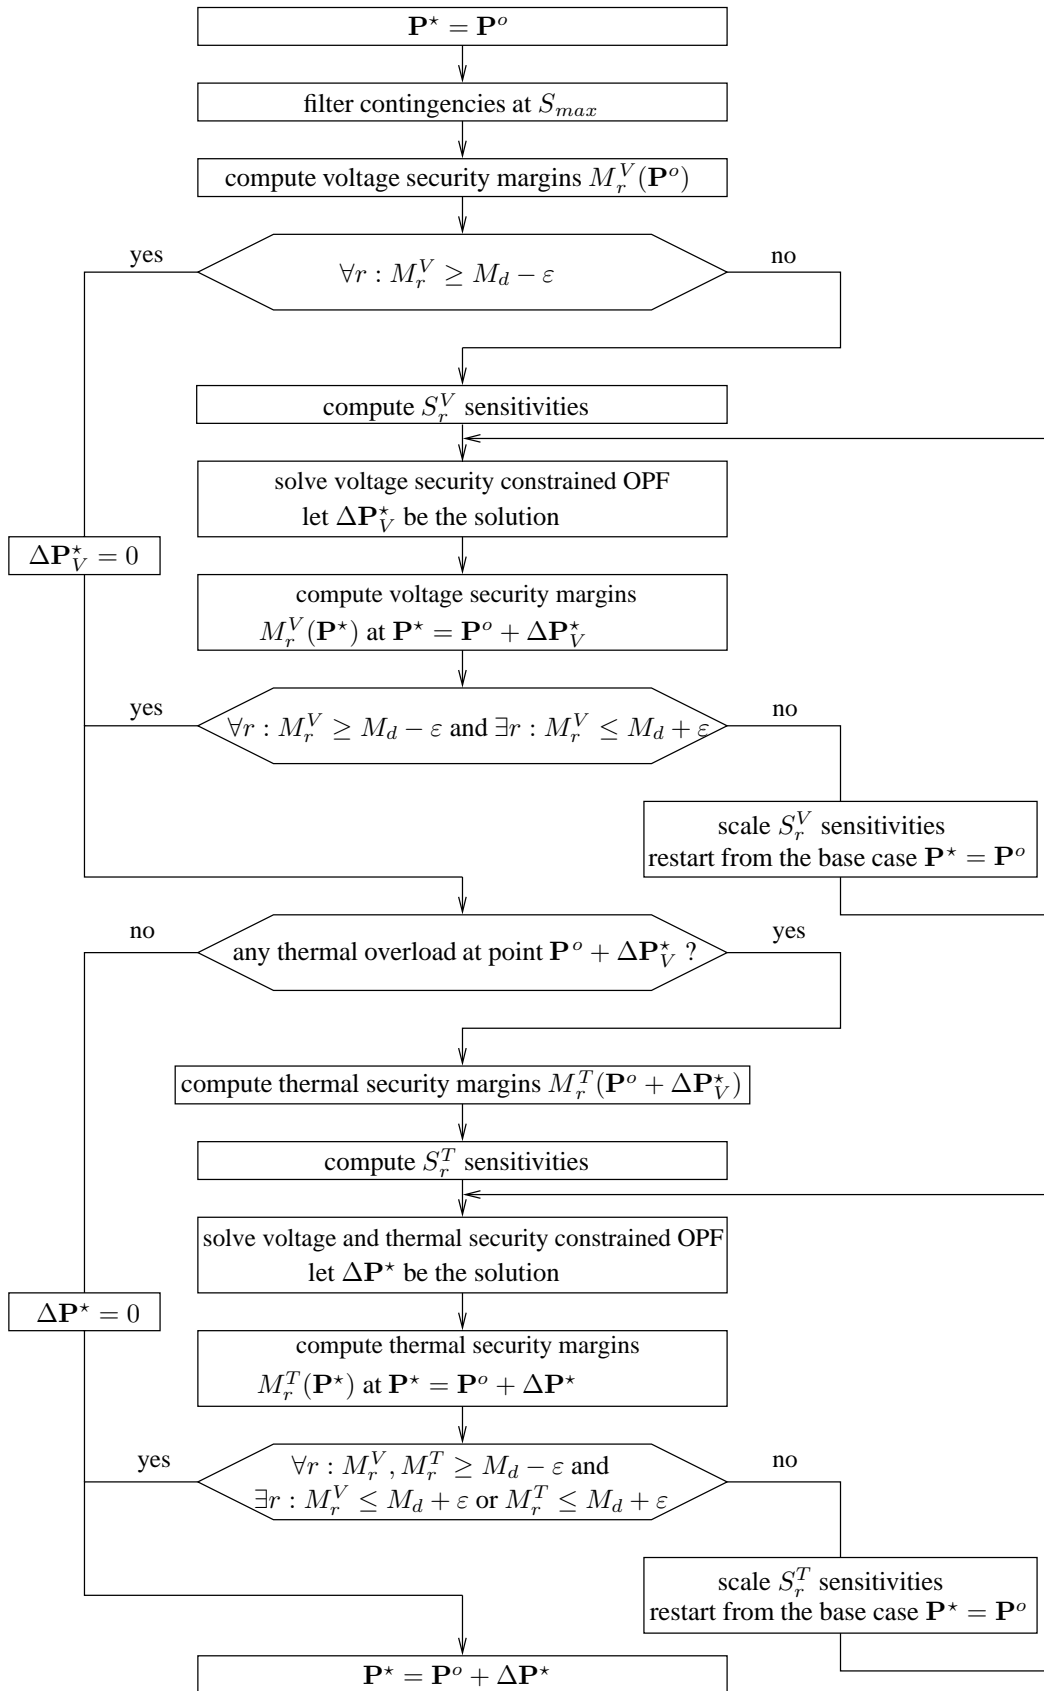 𝐏⋆ = 𝐏ᵒ
filter contingencies at S_max
compute voltage security margins M_r^V(𝐏ᵒ)
yes
no
∀r : M_r^V ≥ M_d − ε
compute S_r^V sensitivities
solve voltage security constrained OPF
let Δ𝐏_V^⋆ be the solution
Δ𝐏_V^⋆ = 0
compute voltage security margins
M_r^V(𝐏⋆) at 𝐏⋆ = 𝐏ᵒ + Δ𝐏_V^⋆
yes
no
∀r : M_r^V ≥ M_d − ε and ∃r : M_r^V ≤ M_d + ε
scale S_r^V sensitivities
restart from the base case 𝐏⋆ = 𝐏ᵒ
no
yes
any thermal overload at point 𝐏ᵒ + Δ𝐏_V^⋆ ?
compute thermal security margins M_r^T(𝐏ᵒ + Δ𝐏_V^⋆)
compute S_r^T sensitivities
solve voltage and thermal security constrained OPF
let Δ𝐏⋆ be the solution
Δ𝐏⋆ = 0
compute thermal security margins
M_r^T(𝐏⋆) at 𝐏⋆ = 𝐏ᵒ + Δ𝐏⋆
yes
no
∀r : M_r^V, M_r^T ≥ M_d − ε and
∃r : M_r^V ≤ M_d + ε or M_r^T ≤ M_d + ε
scale S_r^T sensitivities
restart from the base case 𝐏⋆ = 𝐏ᵒ
𝐏⋆ = 𝐏ᵒ + Δ𝐏⋆